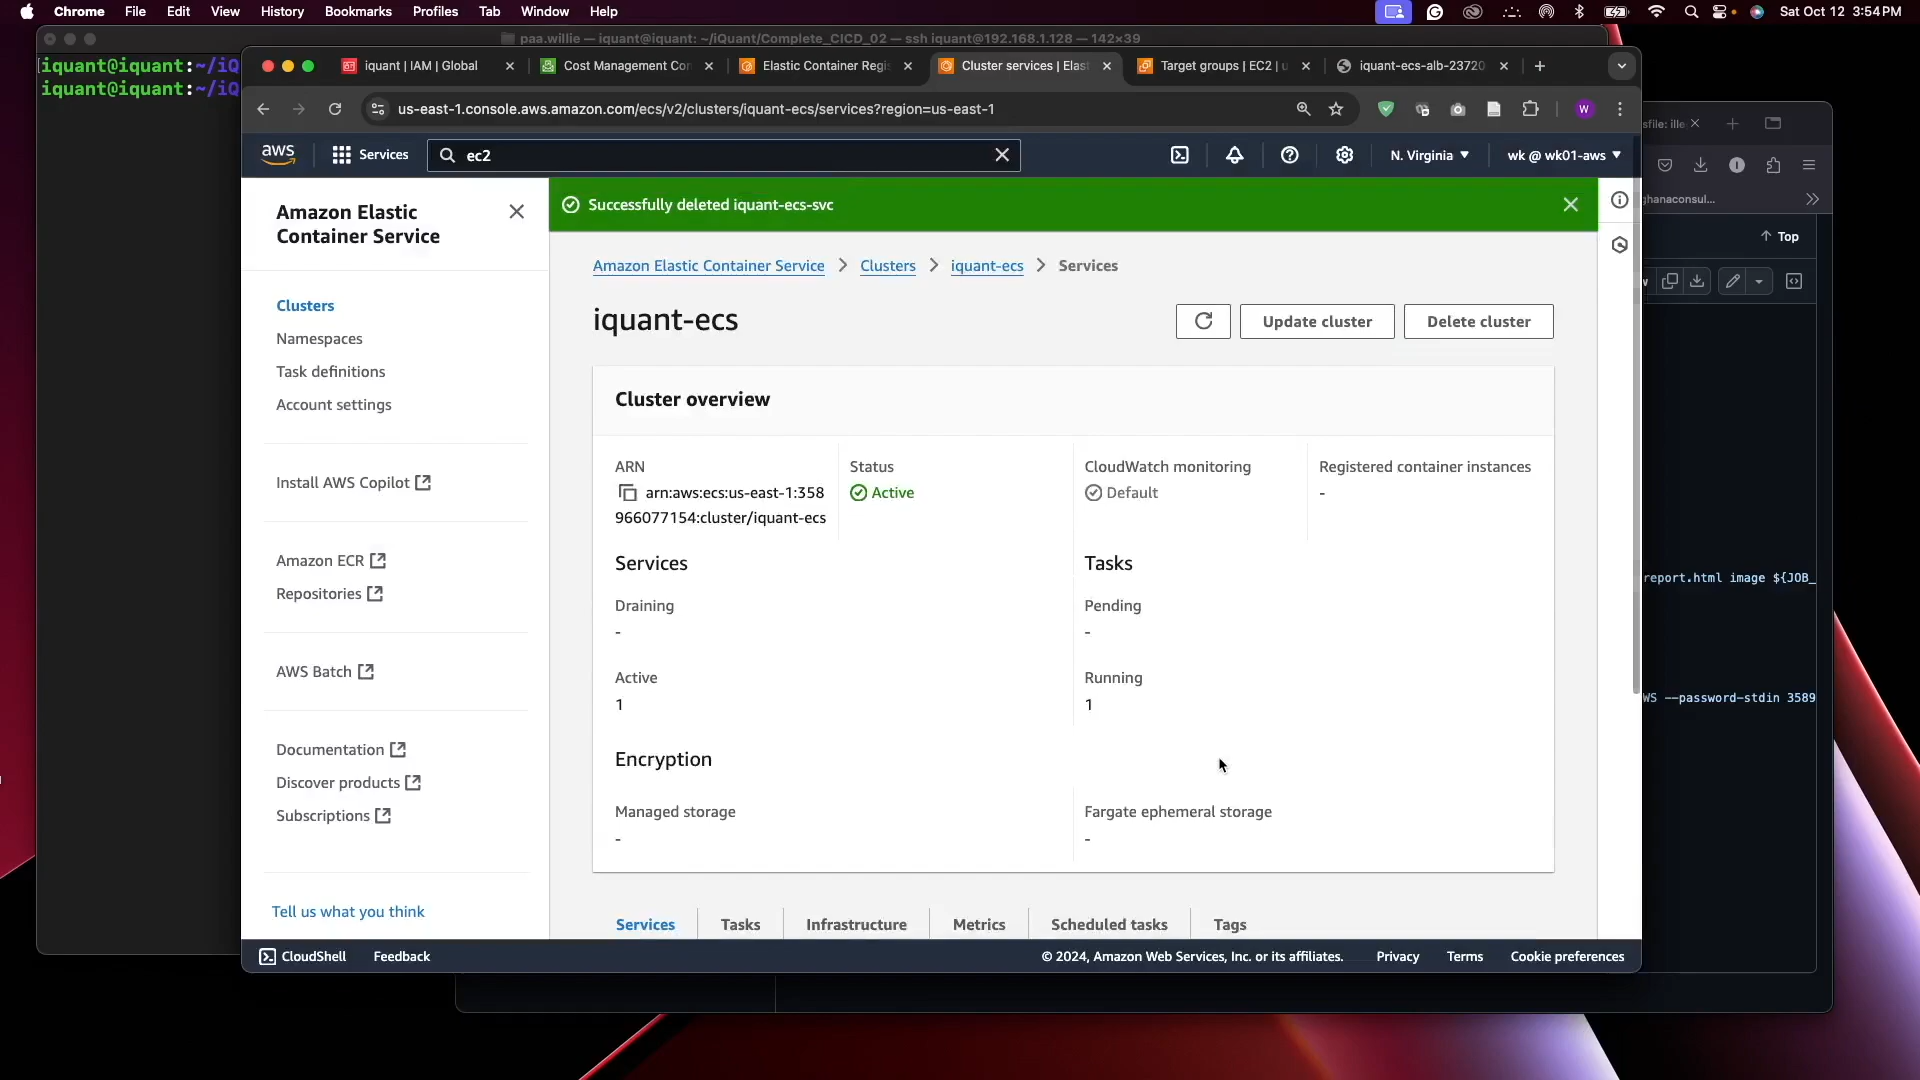 Chrome File Edit View History Bookmarks Profiles Tab Window Help
Sat Oct 12 3:54 PM
paa.willie — iquant@iquant: ~/iQuant/Complete_CICD_02 — ssh iquant@192.168.1.128 — 142×39
iquant@iquant:~/iQ
iquant@iquant:~/iQ
iquant | IAM | Global
Cost Management Co
Elastic Container Regi
Cluster services | Elast
Target groups | EC2 | u
iquant-ecs-alb-23720
us-east-1.console.aws.amazon.com/ecs/v2/clusters/iquant-ecs/services?region=us-east-1
W
aws
Services
ec2
N. Virginia
wk @ wk01-aws
sfile: ille
ghanaconsul...
Top
report.html image ${JOB_
WS --password-stdin 3589
Amazon Elastic
Container Service
Clusters
Namespaces
Task definitions
Account settings
Install AWS Copilot
Amazon ECR
Repositories
AWS Batch
Documentation
Discover products
Subscriptions
Tell us what you think
Successfully deleted iquant-ecs-svc
Amazon Elastic Container Service
Clusters
iquant-ecs
Services
iquant-ecs
Update cluster
Delete cluster
Cluster overview
ARN
arn:aws:ecs:us-east-1:358
966077154:cluster/iquant-ecs
Status
Active
CloudWatch monitoring
Default
Registered container instances
-
Services
Tasks
Draining
-
Pending
-
Active
1
Running
1
Encryption
Managed storage
-
Fargate ephemeral storage
-
Services
Tasks
Infrastructure
Metrics
Scheduled tasks
Tags
CloudShell
Feedback
© 2024, Amazon Web Services, Inc. or its affiliates.
Privacy
Terms
Cookie preferences